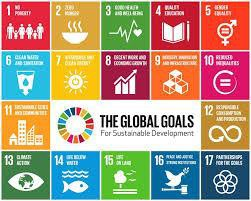 1 NO
POVERTY
2 ZERO
HUNGER
3 GOOD HEALTH AND
WELL-BEING
4 QUALITY
EDUCATION
5 GENDER
EQUALITY
6 CLEAN WATER
AND SANITATION
7 AFFORDABLE AND
CLEAN ENERGY
8 DECENT WORK AND
ECONOMIC GROWTH
9 INDUSTRY, INNOVATION
AND INFRASTRUCTURE
10 REDUCED
INEQUALITIES
11 SUSTAINABLE CITIES
AND COMMUNITIES
THE GLOBAL GOALS
For Sustainable Development
12 RESPONSIBLE
CONSUMPTION
AND PRODUCTION
13 CLIMATE
ACTION
14 LIFE BELOW
WATER
15 LIFE
ON LAND
16 PEACE AND JUSTICE
STRONG INSTITUTIONS
17 PARTNERSHIPS
FOR THE GOALS